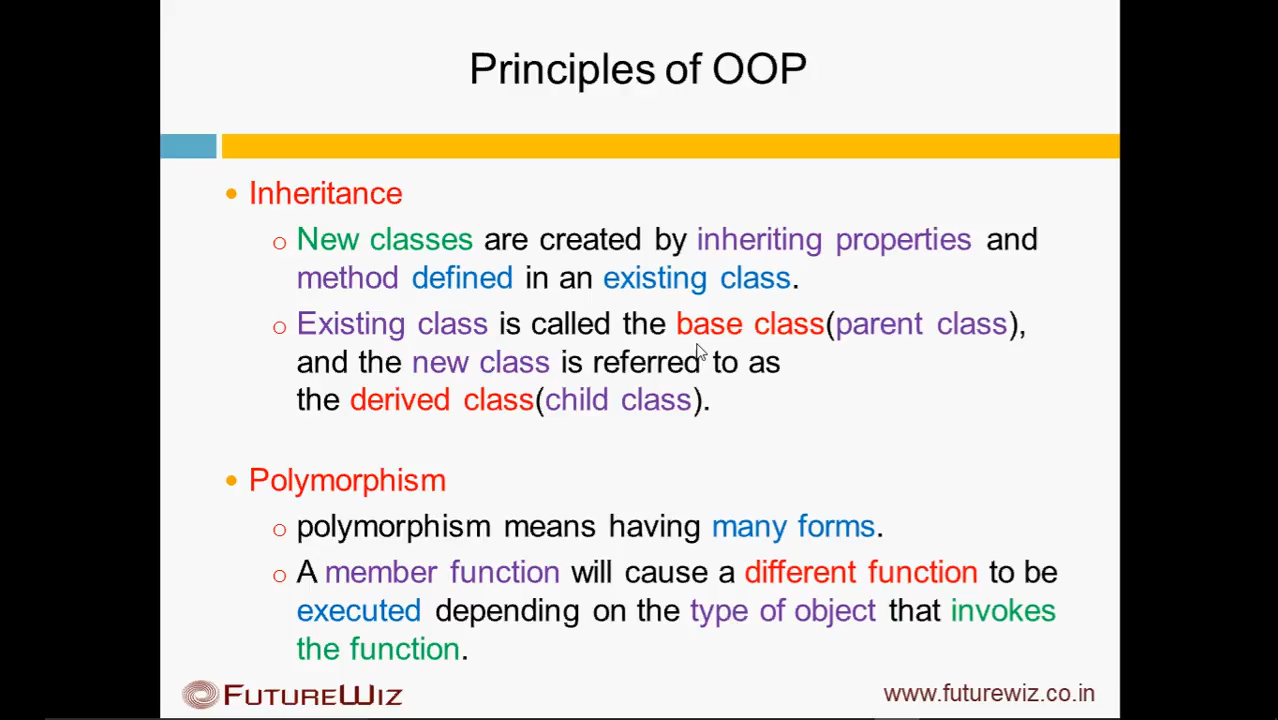 Principles of OOP
Inheritance
New classes are created by inheriting properties and
method defined in an existing class.
Existing class is called the base class(parent class),
and the new class is referred to as
the derived class(child class).
Polymorphism
polymorphism means having many forms.
A member function will cause a different function to be
executed depending on the type of object that invokes
the function.
FUTUREWIZ
www.futurewiz.co.in